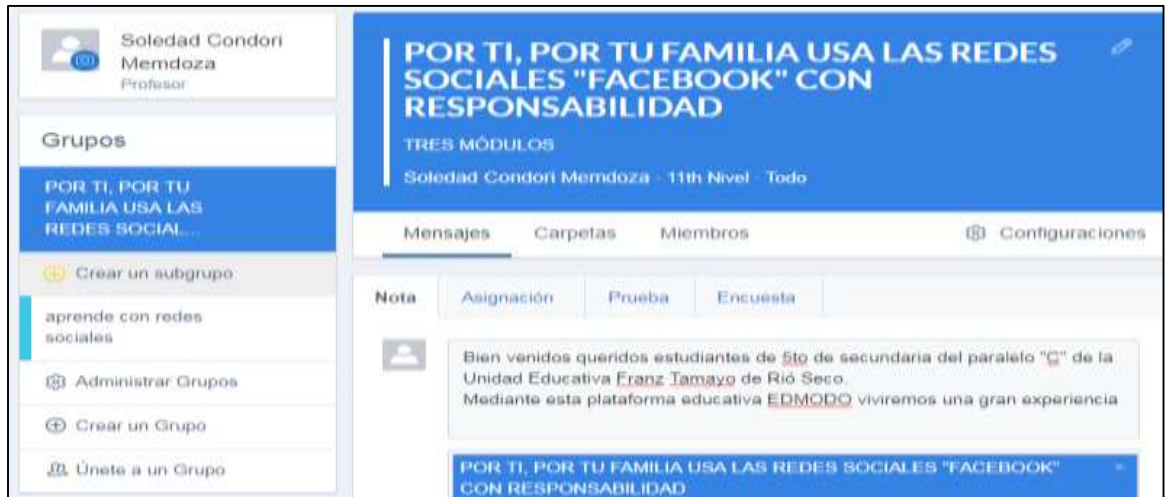 Soledad Condori
Memdoza
Profesor
Grupos
POR TI, POR TU
FAMILIA USA LAS
REDES SOCIAL...
Crear un subgrupo
aprende con redes
sociales
Administrar Grupos
Crear un Grupo
Únete a un Grupo
POR TI, POR TU FAMILIA USA LAS REDES
SOCIALES "FACEBOOK" CON
RESPONSABILIDAD
TRES MÓDULOS
Soledad Condori Memdoza · 11th Nivel · Todo
Mensajes Carpetas Miembros Configuraciones
Nota Asignación Prueba Encuesta
Bien venidos queridos estudiantes de 5to de secundaria del paralelo "C" de la
Unidad Educativa Franz Tamayo de Rió Seco.
Mediante esta plataforma educativa EDMODO viviremos una gran experiencia
POR TI, POR TU FAMILIA USA LAS REDES SOCIALES "FACEBOOK"
CON RESPONSABILIDAD